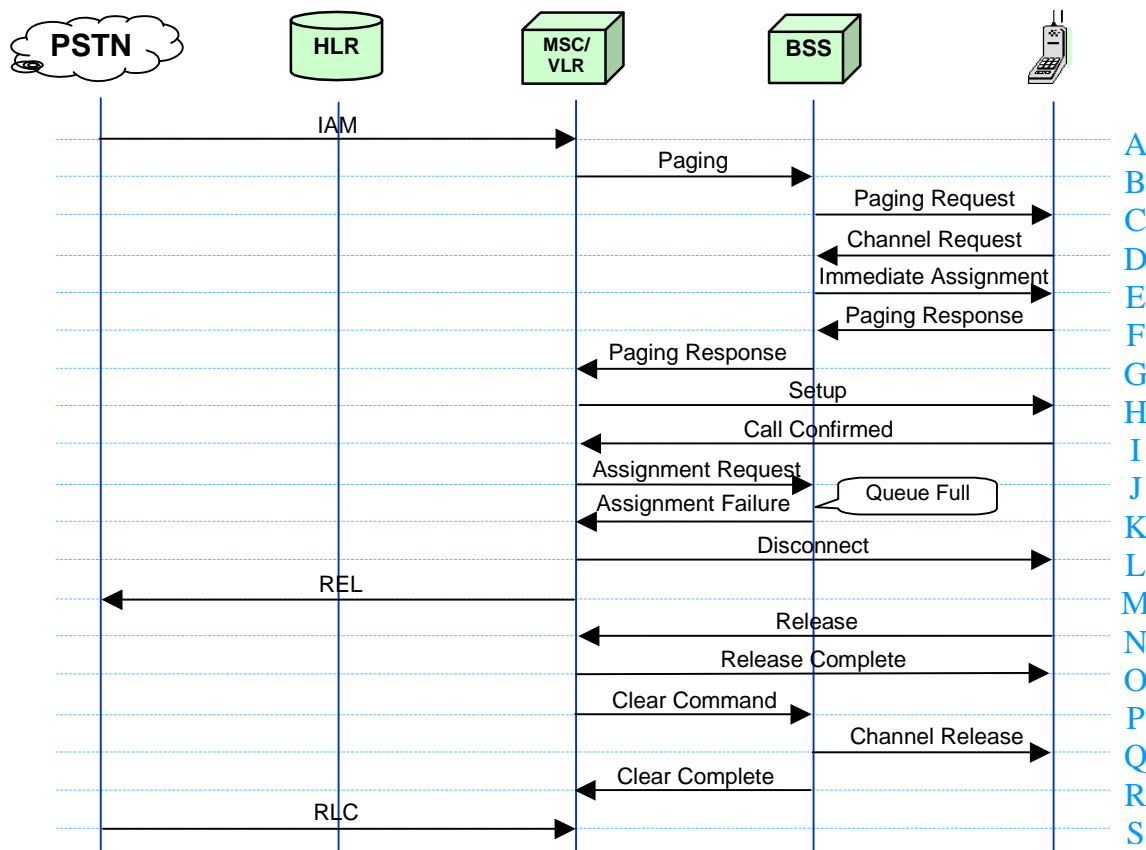 PSTN
HLR
MSC/
VLR
BSS
IAM
A
Paging
B
Paging Request
C
Channel Request
D
Immediate Assignment
E
Paging Response
F
Paging Response
G
Setup
H
Call Confirmed
I
Assignment Request
J
Queue Full
Assignment Failure
K
Disconnect
L
REL
M
Release
N
Release Complete
O
Clear Command
P
Channel Release
Q
Clear Complete
R
RLC
S